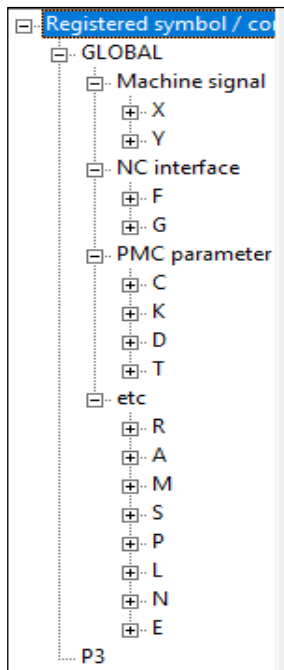 Registered symbol /
GLOBAL
Machine signal
X
Y
NC interface
F
G
PMC parameter
C
K
D
T
etc
R
A
M
S
P
L
N
E
P3